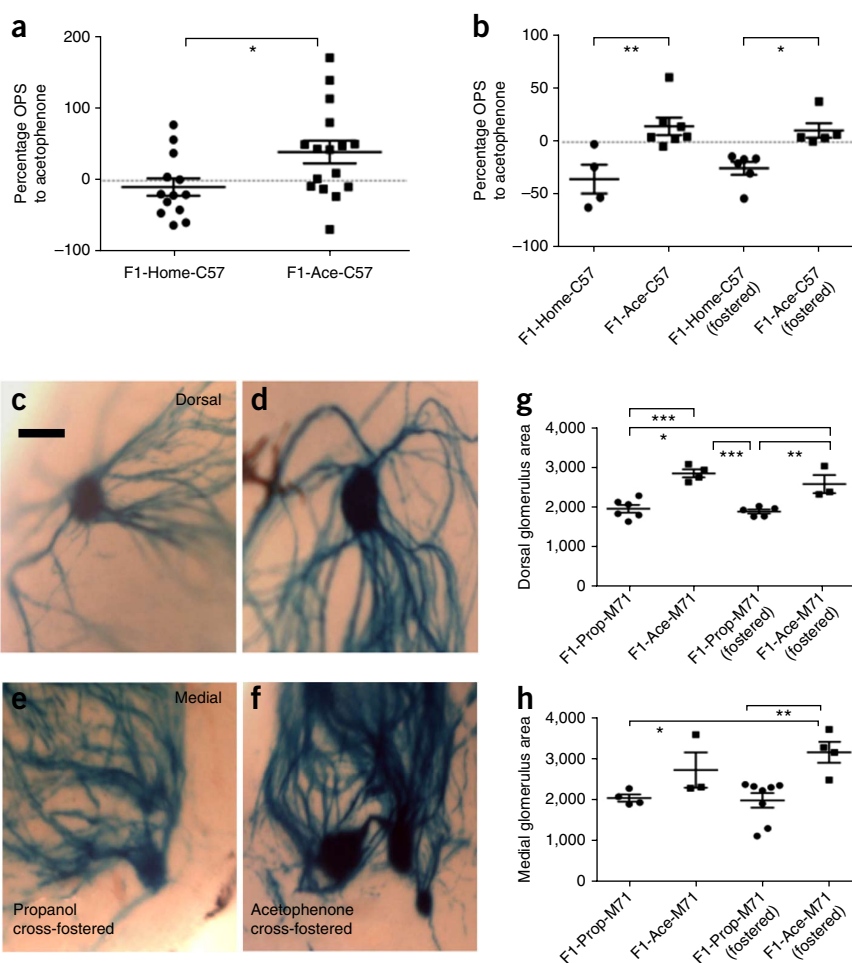 a
200
100
0
−100
Percentage OPS
to acetophenone
*
F1-Home-C57
F1-Ace-C57
b
100
50
0
−50
−100
Percentage OPS
to acetophenone
**
*
F1-Home-C57
F1-Ace-C57
F1-Home-C57
(fostered)
F1-Ace-C57
(fostered)
c
Dorsal
d
e
Medial
Propanol
cross-fostered
f
Acetophenone
cross-fostered
g
4,000
3,000
2,000
1,000
0
Dorsal glomerulus area
***
*
***
**
F1-Prop-M71
F1-Ace-M71
F1-Prop-M71
(fostered)
F1-Ace-M71
(fostered)
h
4,000
3,000
2,000
1,000
0
Medial glomerulus area
*
**
F1-Prop-M71
F1-Ace-M71
F1-Prop-M71
(fostered)
F1-Ace-M71
(fostered)